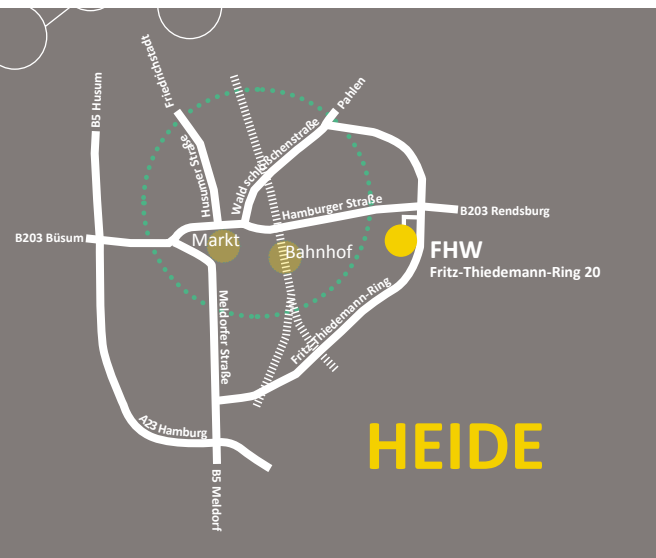 Friedrichstadt
B5 Husum
Pahlen
Husumer Straße
Waldschlößchenstraße
Hamburger Straße
B203 Rendsburg
B203 Büsum
Markt
Bahnhof
FHW
Fritz-Thiedemann-Ring 20
Meldorfer Straße
Fritz-Thiedemann-Ring
A23 Hamburg
HEIDE
B5 Meldorf